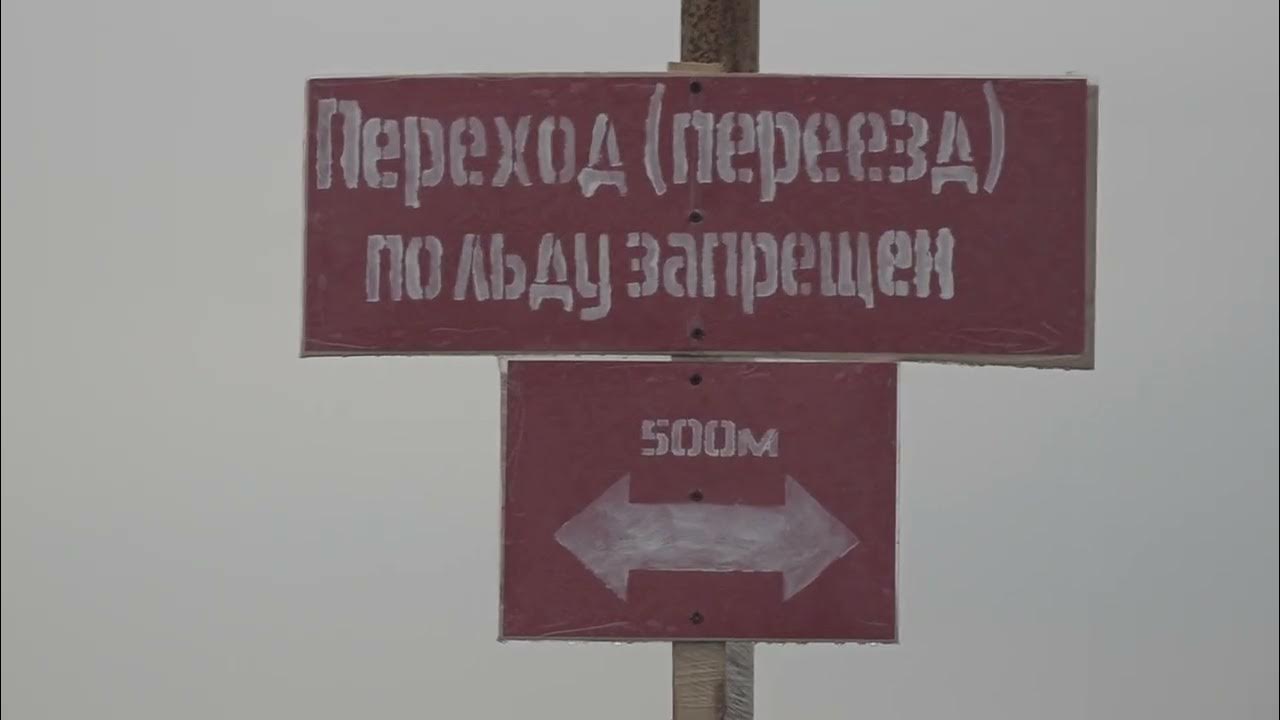 Переход (переезд)
по льду запрещен
500м